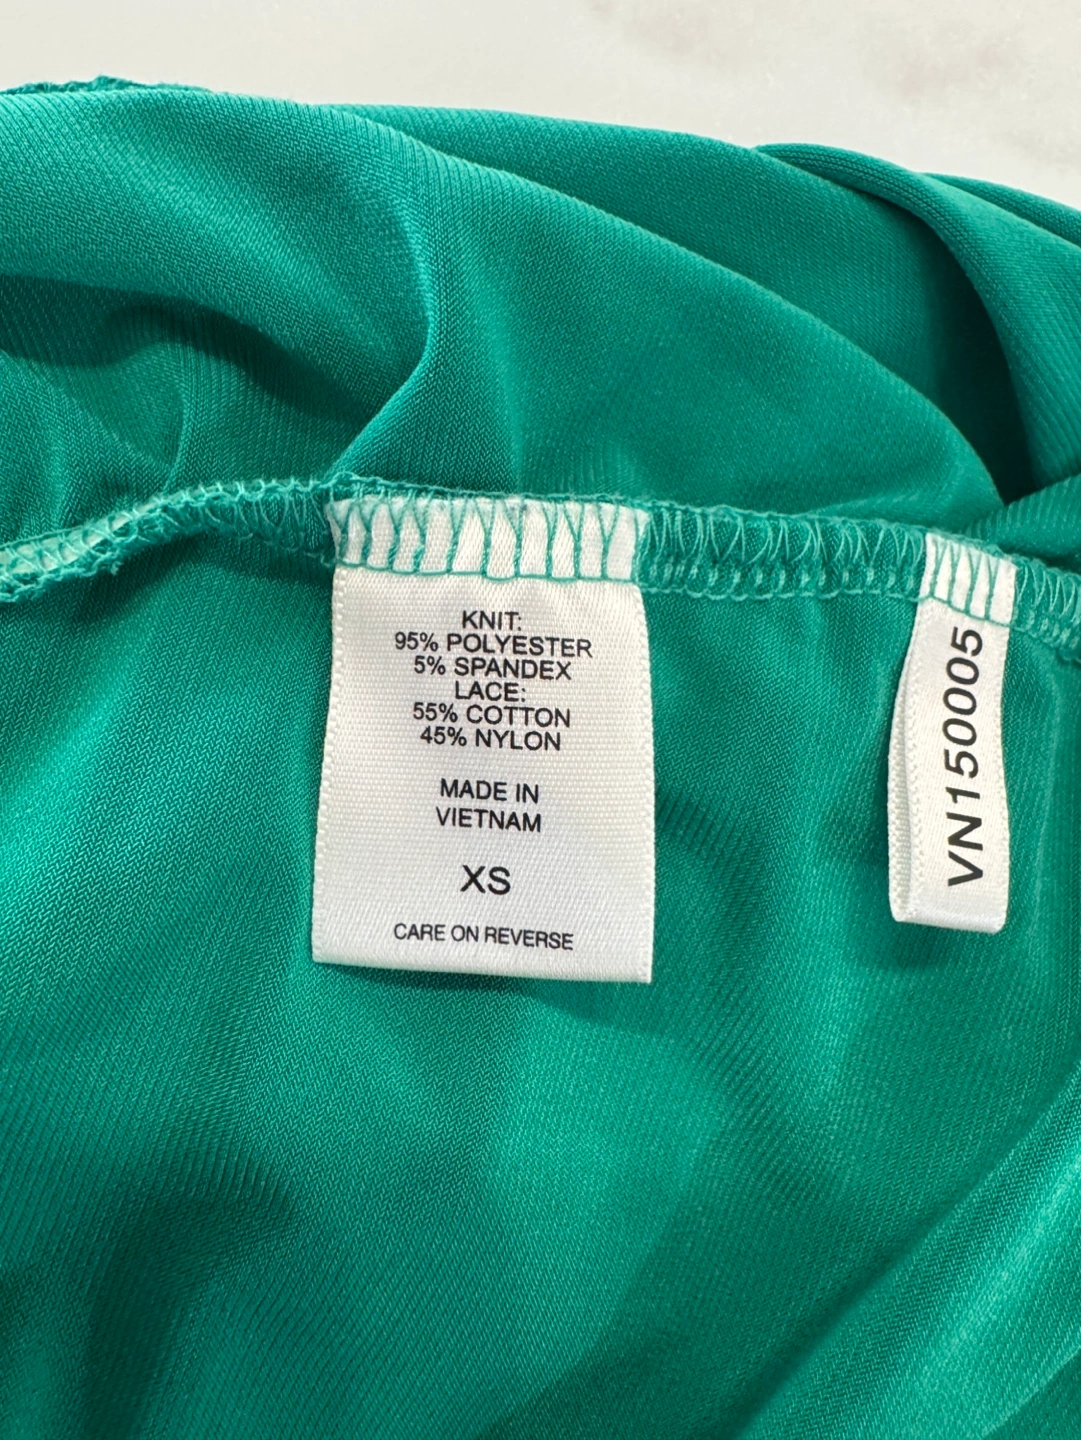 KNIT:
95% POLYESTER
5% SPANDEX
LACE:
55% COTTON
45% NYLON
MADE IN
VIETNAM
XS
CARE ON REVERSE
VN150005